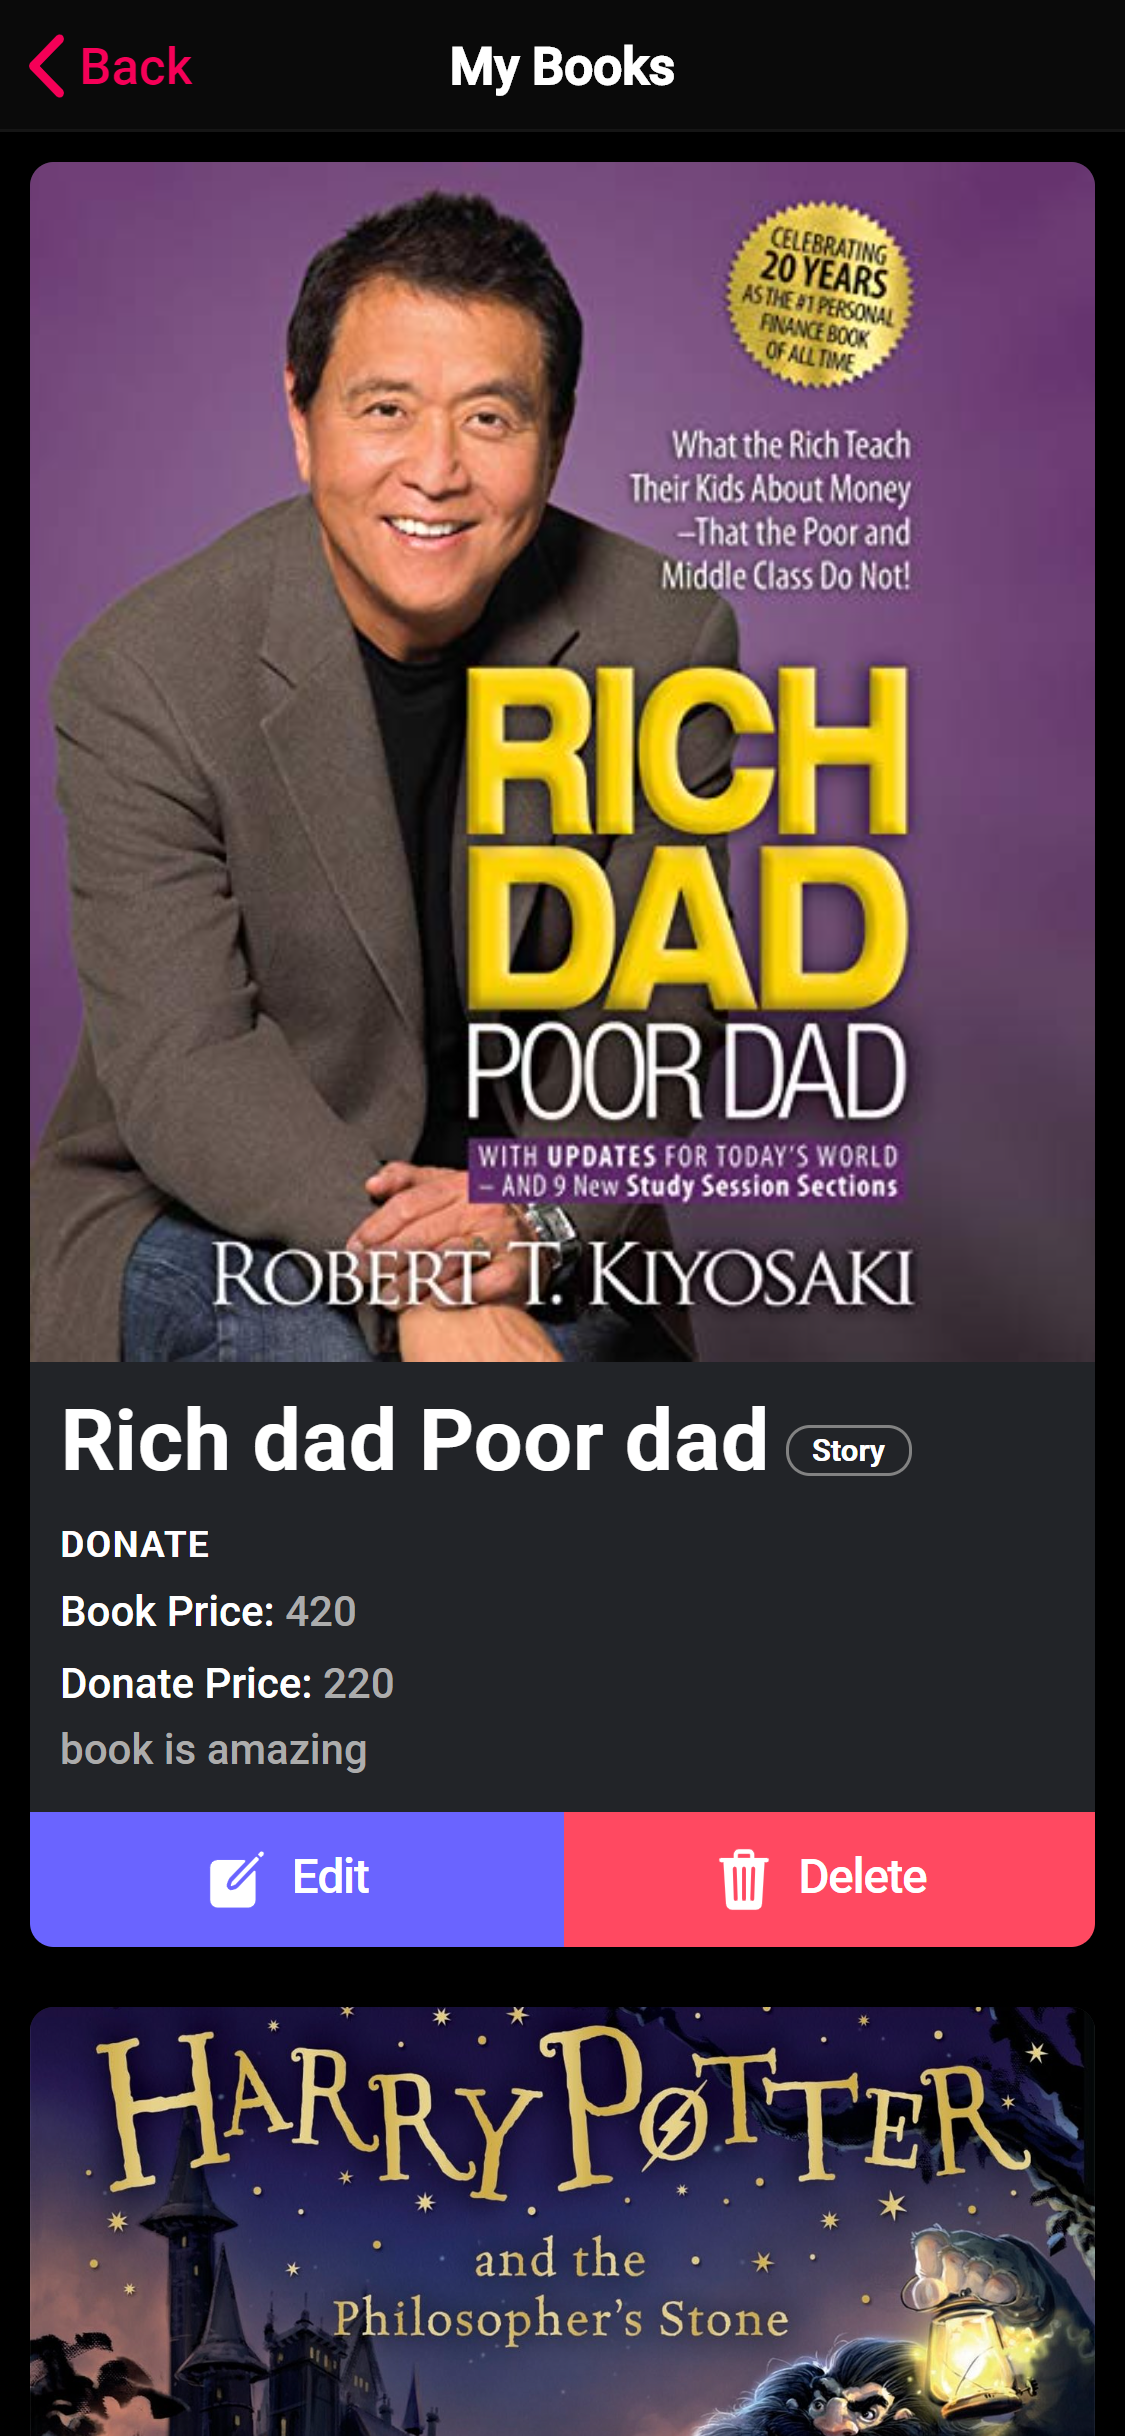 Back
My Books
CELEBRATING
20 YEARS
AS THE #1 PERSONAL
FINANCE BOOK
OF ALL TIME
What the Rich Teach
Their Kids About Money
–That the Poor and
Middle Class Do Not!
RICH
DAD
POOR DAD
WITH UPDATES FOR TODAY'S WORLD
– AND 9 New Study Session Sections
ROBERT T. KIYOSAKI
Rich dad Poor dad
Story
DONATE
Book Price: 420
Donate Price: 220
book is amazing
Edit
Delete
HARRY POTTER
and the
Philosopher's Stone